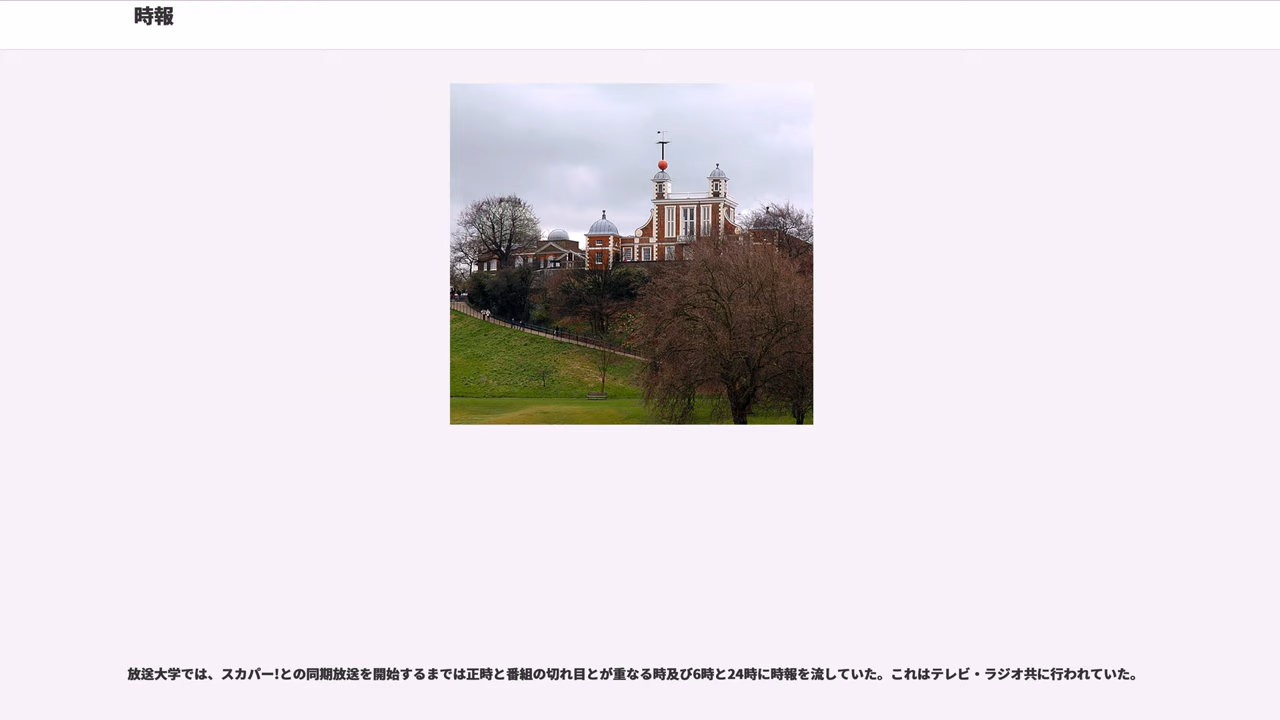 時報
放送大学では、スカパー!との同期放送を開始するまでは正時と番組の切れ目とが重なる時及び6時と24時に時報を流していた。これはテレビ・ラジオ共に行われていた。